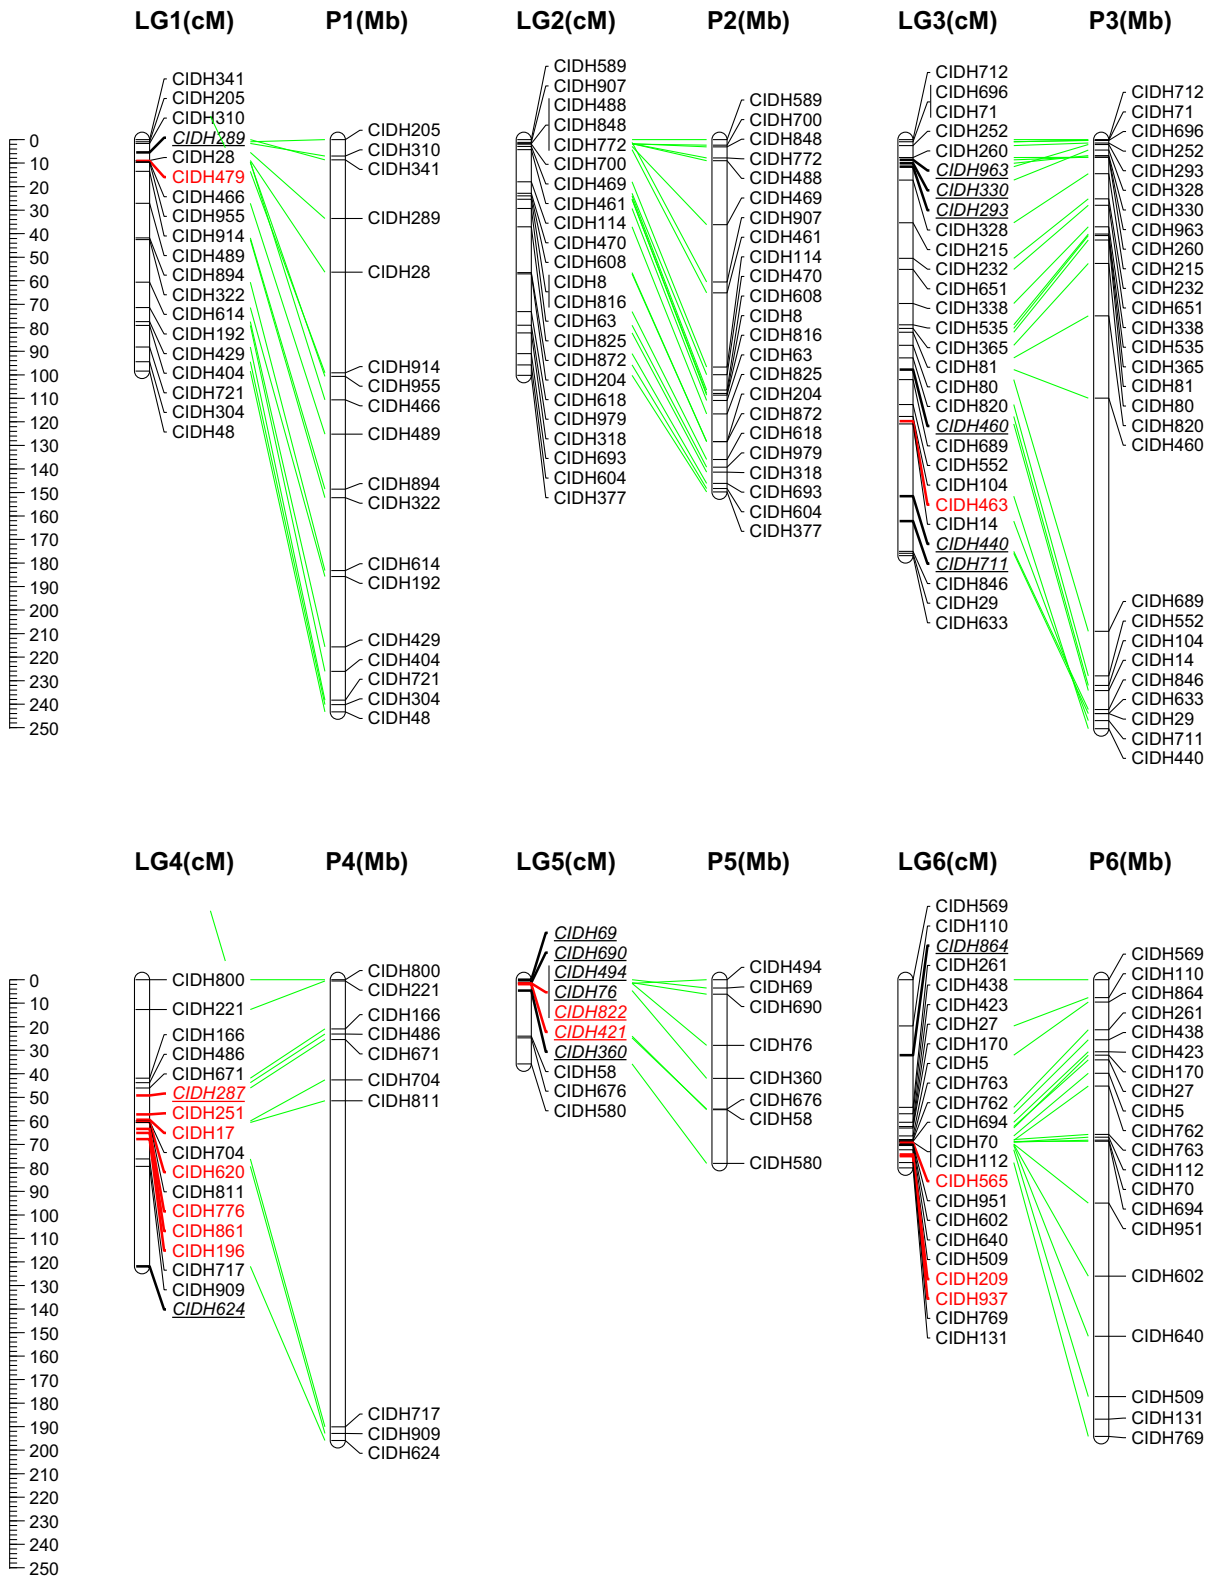 LG1(cM)
P1(Mb)
LG2(cM)
P2(Mb)
LG3(cM)
P3(Mb)
0
10
20
30
40
50
60
70
80
90
100
110
120
130
140
150
160
170
180
190
200
210
220
230
240
250
CIDH341
CIDH205
CIDH310
CIDH289
CIDH28
CIDH479
CIDH466
CIDH955
CIDH914
CIDH489
CIDH894
CIDH322
CIDH614
CIDH192
CIDH429
CIDH404
CIDH721
CIDH304
CIDH48
CIDH205
CIDH310
CIDH341
CIDH289
CIDH28
CIDH914
CIDH955
CIDH466
CIDH489
CIDH894
CIDH322
CIDH614
CIDH192
CIDH429
CIDH404
CIDH721
CIDH304
CIDH48
CIDH589
CIDH907
CIDH488
CIDH848
CIDH772
CIDH700
CIDH469
CIDH461
CIDH114
CIDH470
CIDH608
CIDH8
CIDH816
CIDH63
CIDH825
CIDH872
CIDH204
CIDH618
CIDH979
CIDH318
CIDH693
CIDH604
CIDH377
CIDH589
CIDH700
CIDH848
CIDH772
CIDH488
CIDH469
CIDH907
CIDH461
CIDH114
CIDH470
CIDH608
CIDH8
CIDH816
CIDH63
CIDH825
CIDH204
CIDH872
CIDH618
CIDH979
CIDH318
CIDH693
CIDH604
CIDH377
CIDH712
CIDH696
CIDH71
CIDH252
CIDH260
CIDH963
CIDH330
CIDH293
CIDH328
CIDH215
CIDH232
CIDH651
CIDH338
CIDH535
CIDH365
CIDH81
CIDH80
CIDH820
CIDH460
CIDH689
CIDH552
CIDH104
CIDH463
CIDH14
CIDH440
CIDH711
CIDH846
CIDH29
CIDH633
CIDH712
CIDH71
CIDH696
CIDH252
CIDH293
CIDH328
CIDH330
CIDH963
CIDH260
CIDH215
CIDH232
CIDH651
CIDH338
CIDH535
CIDH365
CIDH81
CIDH80
CIDH820
CIDH460
CIDH689
CIDH552
CIDH104
CIDH14
CIDH846
CIDH633
CIDH29
CIDH711
CIDH440
LG4(cM)
P4(Mb)
LG5(cM)
P5(Mb)
LG6(cM)
P6(Mb)
0
10
20
30
40
50
60
70
80
90
100
110
120
130
140
150
160
170
180
190
200
210
220
230
240
250
CIDH800
CIDH221
CIDH166
CIDH486
CIDH671
CIDH287
CIDH251
CIDH17
CIDH704
CIDH620
CIDH811
CIDH776
CIDH861
CIDH196
CIDH717
CIDH909
CIDH624
CIDH800
CIDH221
CIDH166
CIDH486
CIDH671
CIDH704
CIDH811
CIDH717
CIDH909
CIDH624
CIDH69
CIDH690
CIDH494
CIDH76
CIDH822
CIDH421
CIDH360
CIDH58
CIDH676
CIDH580
CIDH494
CIDH69
CIDH690
CIDH76
CIDH360
CIDH676
CIDH58
CIDH580
CIDH569
CIDH110
CIDH864
CIDH261
CIDH438
CIDH423
CIDH27
CIDH170
CIDH5
CIDH763
CIDH762
CIDH694
CIDH70
CIDH112
CIDH565
CIDH951
CIDH602
CIDH640
CIDH509
CIDH209
CIDH937
CIDH769
CIDH131
CIDH569
CIDH110
CIDH864
CIDH261
CIDH438
CIDH423
CIDH170
CIDH27
CIDH5
CIDH762
CIDH763
CIDH112
CIDH70
CIDH694
CIDH951
CIDH602
CIDH640
CIDH509
CIDH131
CIDH769